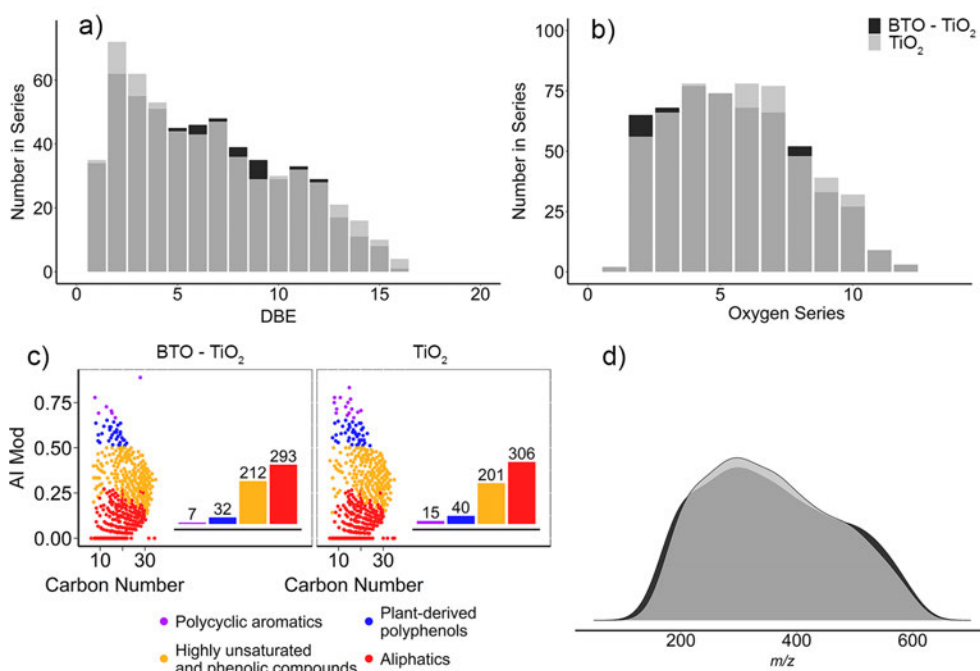 a)
Number in Series
60
40
20
0
0 5 10 15 20
DBE
b)
BTO - TiO₂
TiO₂
Number in Series
100
75
50
25
0
0 5 10
Oxygen Series
c)
BTO - TiO₂ TiO₂
AI Mod
0.75
0.50
0.25
0.00
7 32 212 293
15 40 201 306
10 30 10 30
Carbon Number Carbon Number
Polycyclic aromatics
Plant-derived
polyphenols
Highly unsaturated
and phenolic compounds
Aliphatics
d)
200 400 600
m/z